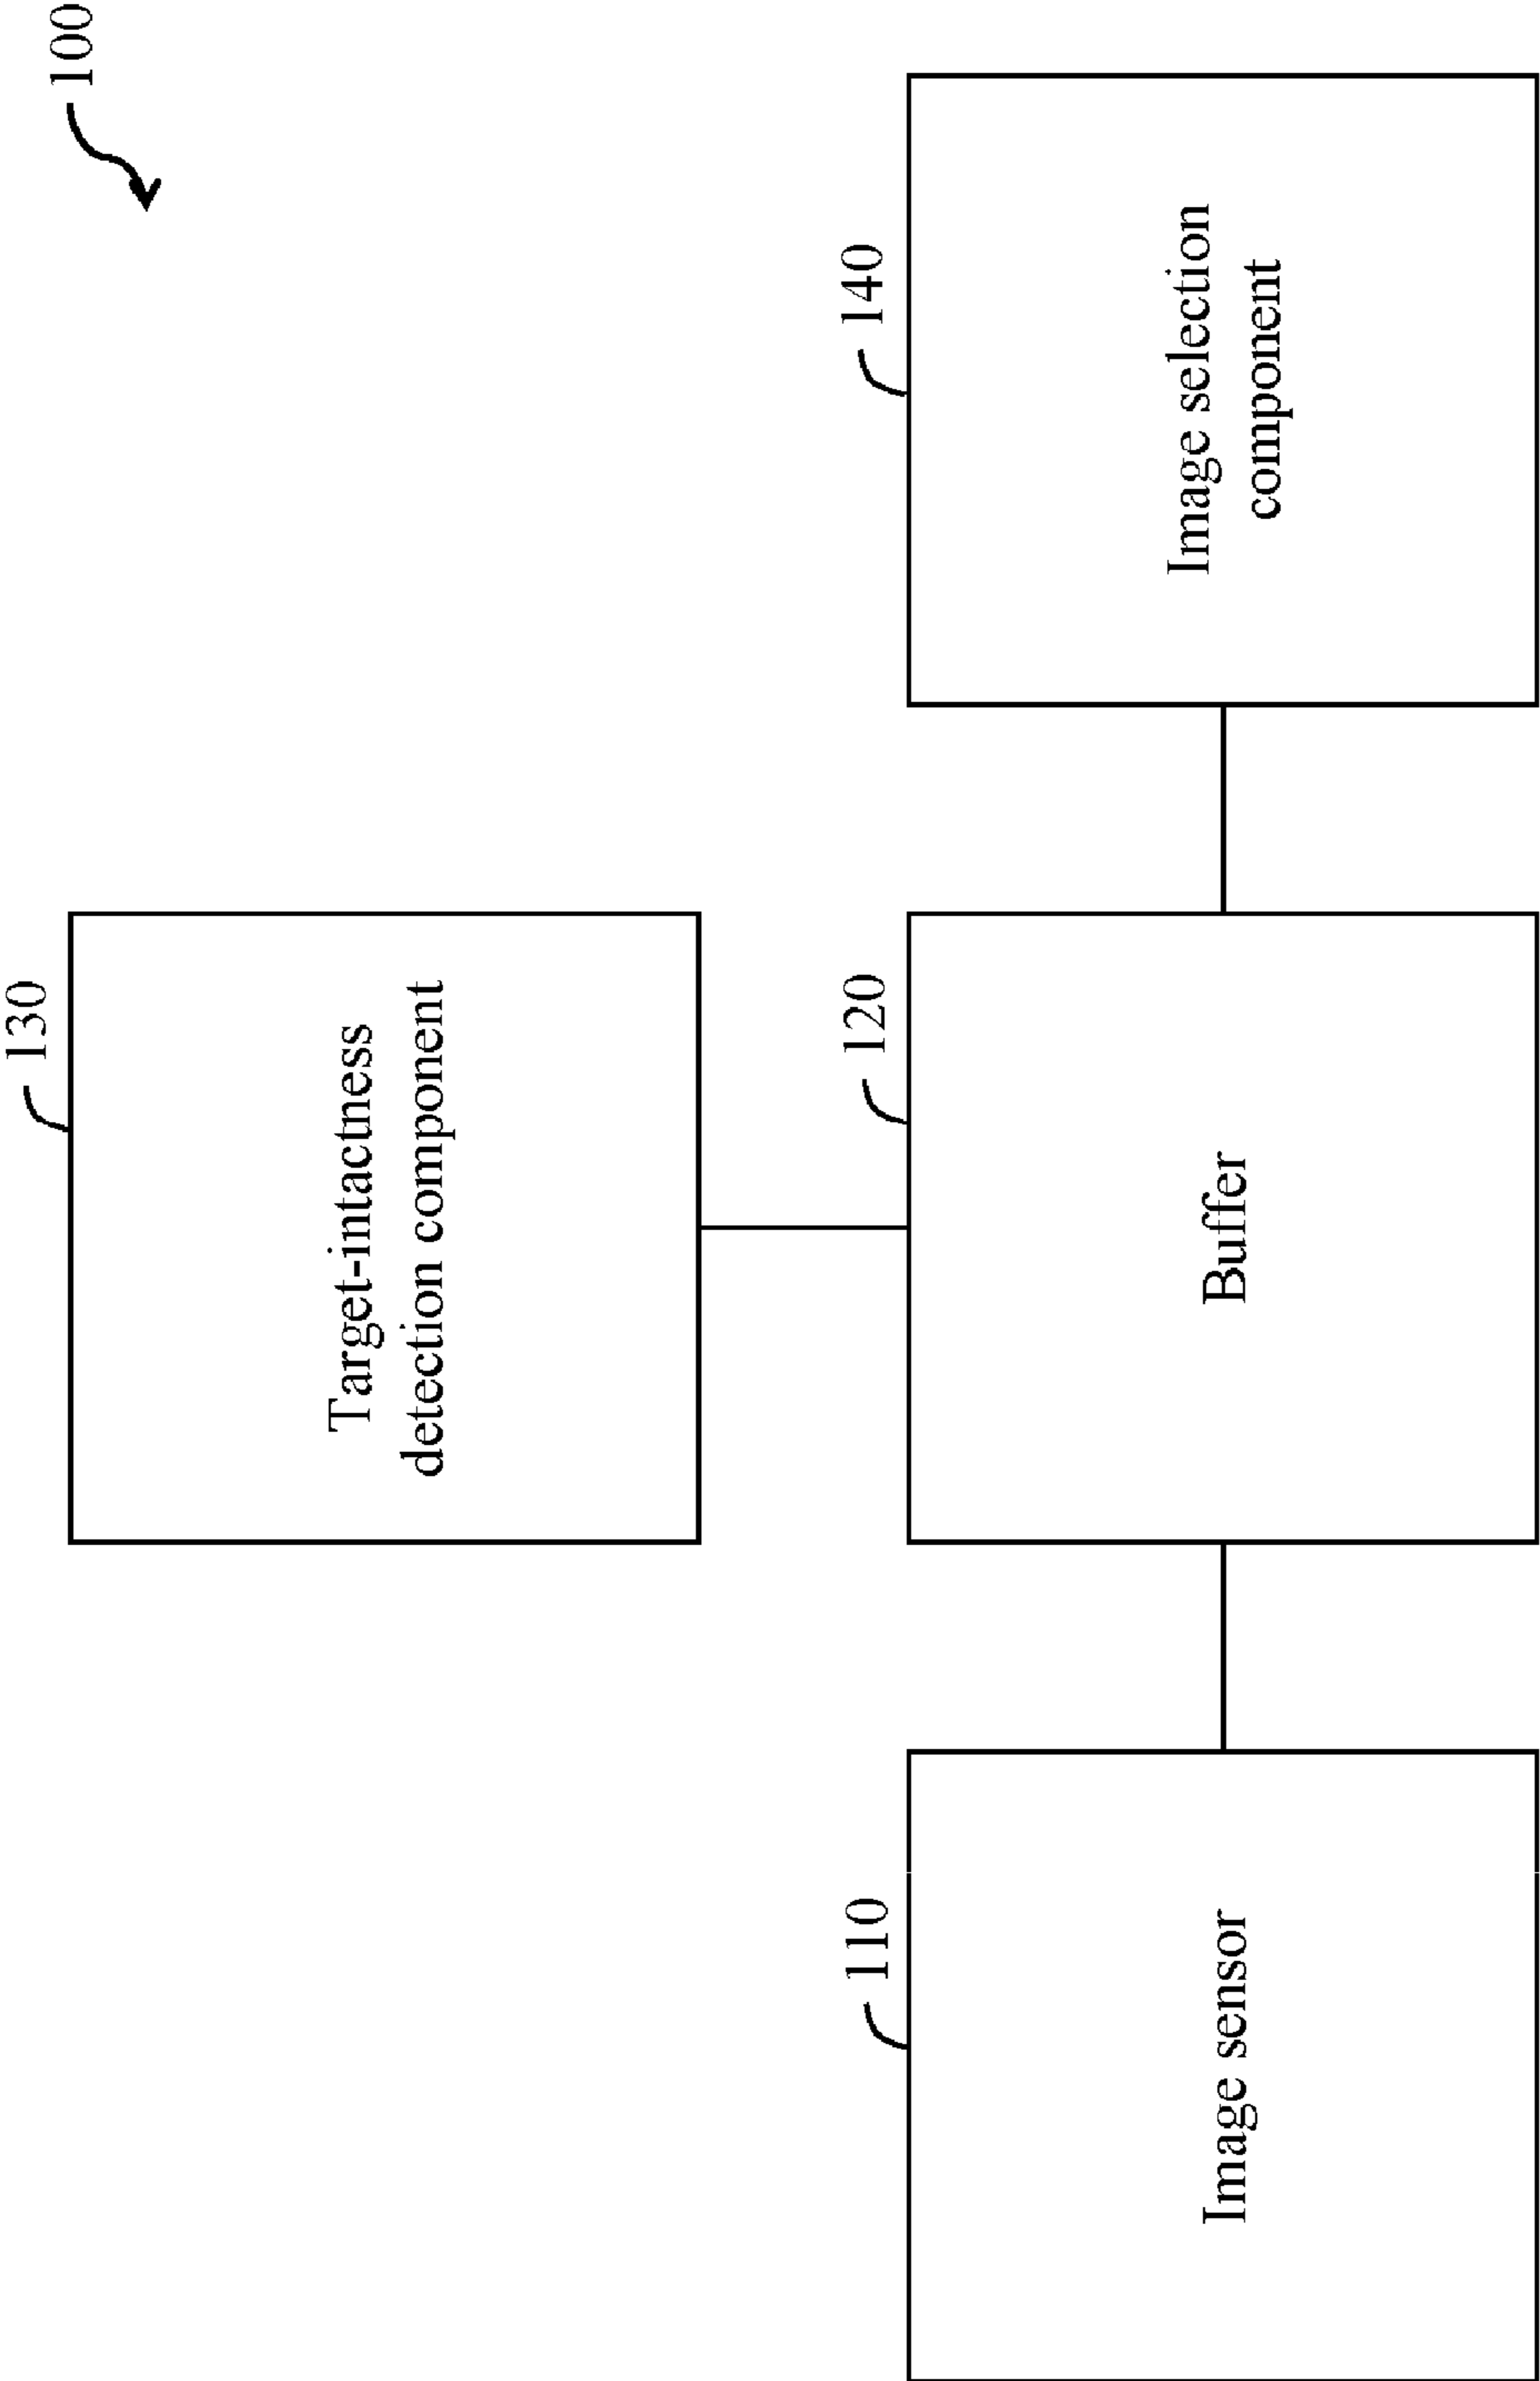 100
130
Target-intactness
detection component
110
Image sensor
120
Buffer
140
Image selection
component